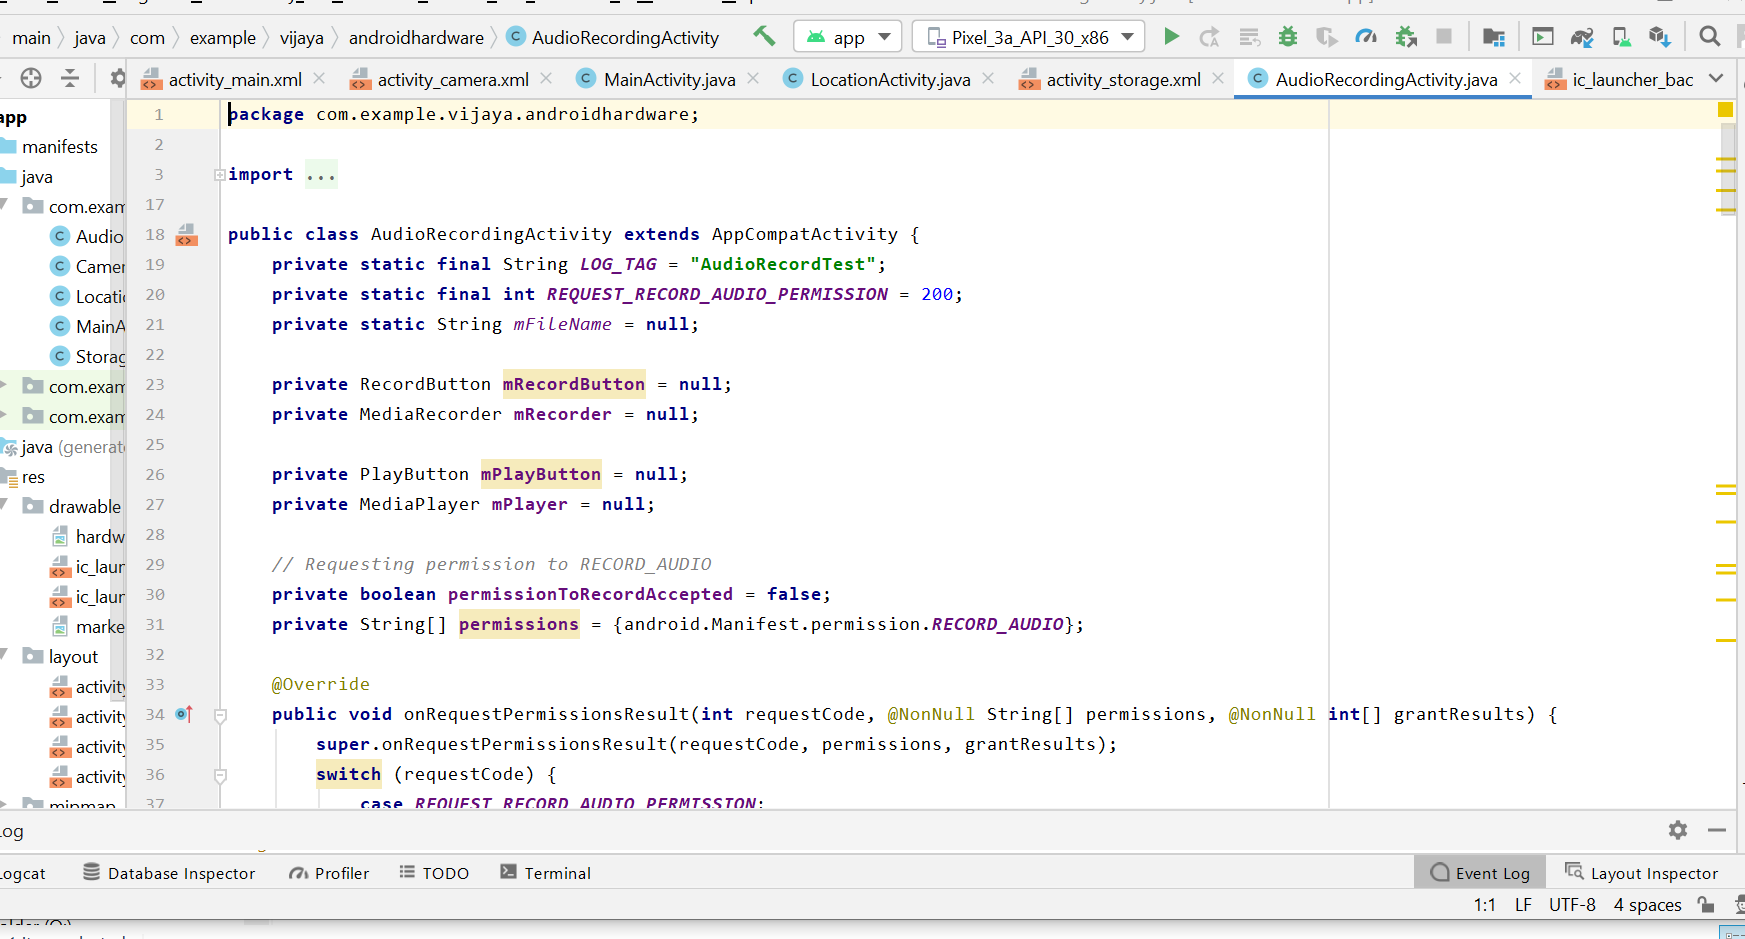 main java com example vijaya androidhardware AudioRecordingActivity app Pixel_3a_API_30_x86
activity_main.xml activity_camera.xml MainActivity.java LocationActivity.java activity_storage.xml AudioRecordingActivity.java ic_launcher_bac
app
manifests
java
com.exam
Audio
Camer
Locatio
MainA
Storag
com.exam
com.exam
java (generate
res
drawable
hardw
ic_laun
ic_laun
marke
layout
activity
activity
activity
activity
mipmap
1 package com.example.vijaya.androidhardware;
2
3 import ...
17
18 public class AudioRecordingActivity extends AppCompatActivity {
19 private static final String LOG_TAG = "AudioRecordTest";
20 private static final int REQUEST_RECORD_AUDIO_PERMISSION = 200;
21 private static String mFileName = null;
22
23 private RecordButton mRecordButton = null;
24 private MediaRecorder mRecorder = null;
25
26 private PlayButton mPlayButton = null;
27 private MediaPlayer mPlayer = null;
28
29 // Requesting permission to RECORD_AUDIO
30 private boolean permissionToRecordAccepted = false;
31 private String[] permissions = {android.Manifest.permission.RECORD_AUDIO};
32
33 @Override
34 public void onRequestPermissionsResult(int requestCode, @NonNull String[] permissions, @NonNull int[] grantResults) {
35 super.onRequestPermissionsResult(requestCode, permissions, grantResults);
36 switch (requestCode) {
37 case REQUEST_RECORD_AUDIO_PERMISSION:
Log
Logcat Database Inspector Profiler TODO Terminal Event Log Layout Inspector
1:1 LF UTF-8 4 spaces